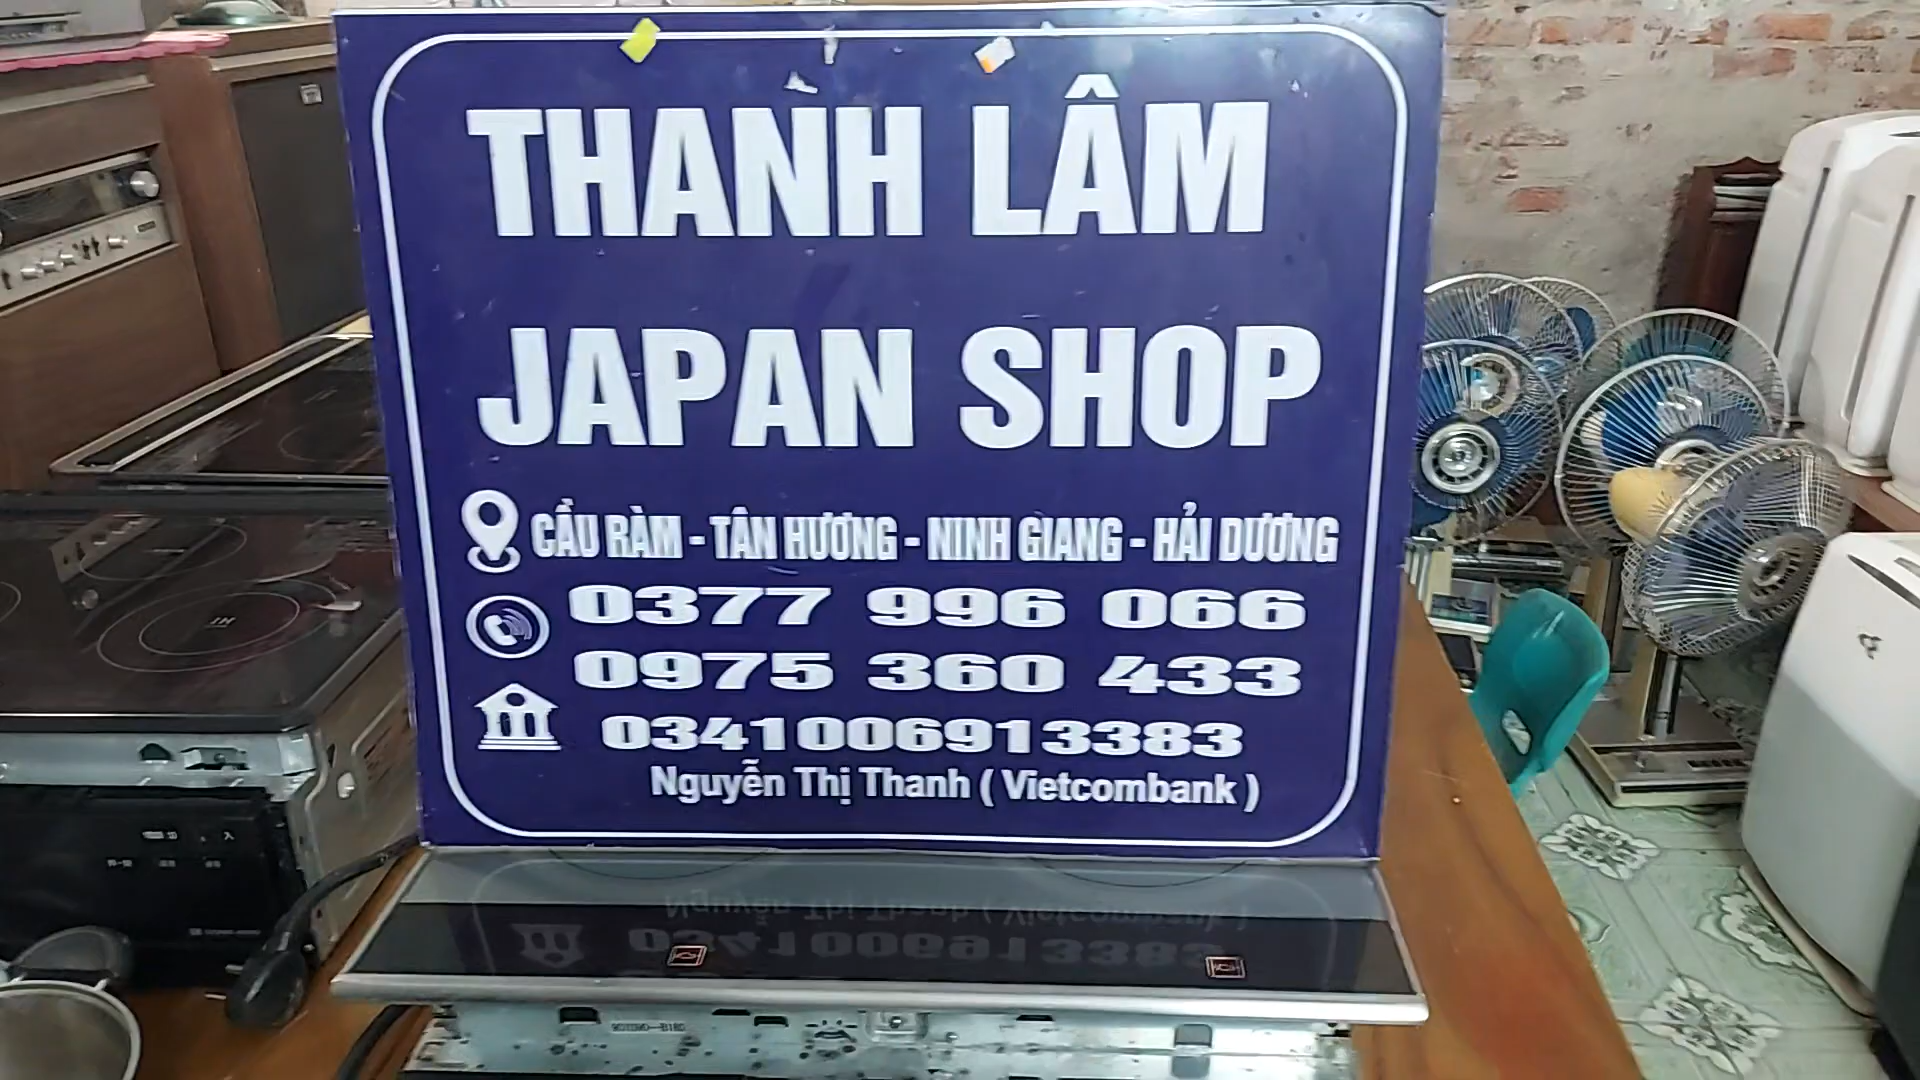 THANH LÂM
JAPAN SHOP
CẦU RÀM - TÂN HƯƠNG - NINH GIANG - HẢI DƯƠNG
0377 996 066
0975 360 433
0341006913383
Nguyễn Thị Thanh ( Vietcombank )
IH